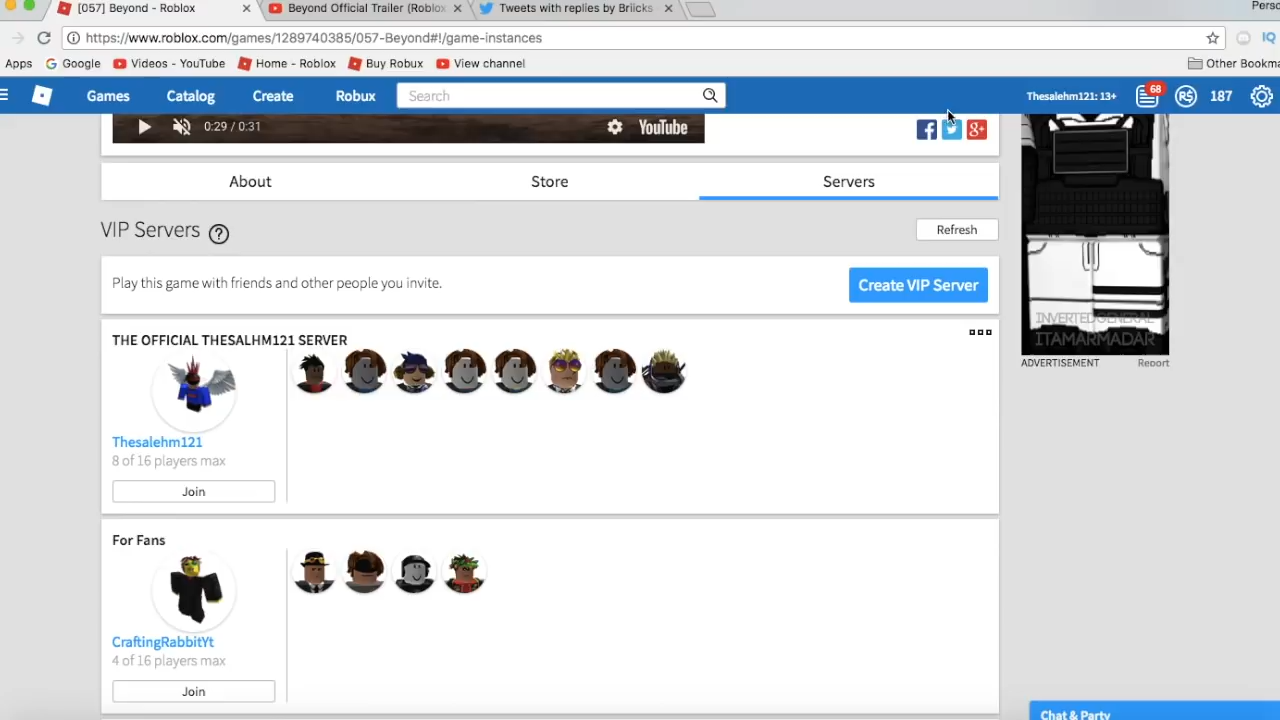 [057] Beyond - Roblox
Beyond Official Trailer (Roblox
Tweets with replies by Briicks
Perso
https://www.roblox.com/games/1289740385/057-Beyond#!/game-instances
IQ
Apps
Google
Videos - YouTube
Home - Roblox
Buy Robux
View channel
Other Bookma
Games
Catalog
Create
Robux
Search
Thesalehm121: 13+
68
R$
187
0:29 / 0:31
YouTube
About
Store
Servers
VIP Servers
Refresh
Play this game with friends and other people you invite.
Create VIP Server
INVERTEDGENERAL
ITAMARMADAR
ADVERTISEMENT
Report
THE OFFICIAL THESALHM121 SERVER
Thesalehm121
8 of 16 players max
Join
For Fans
CraftingRabbitYt
4 of 16 players max
Join
Chat & Party